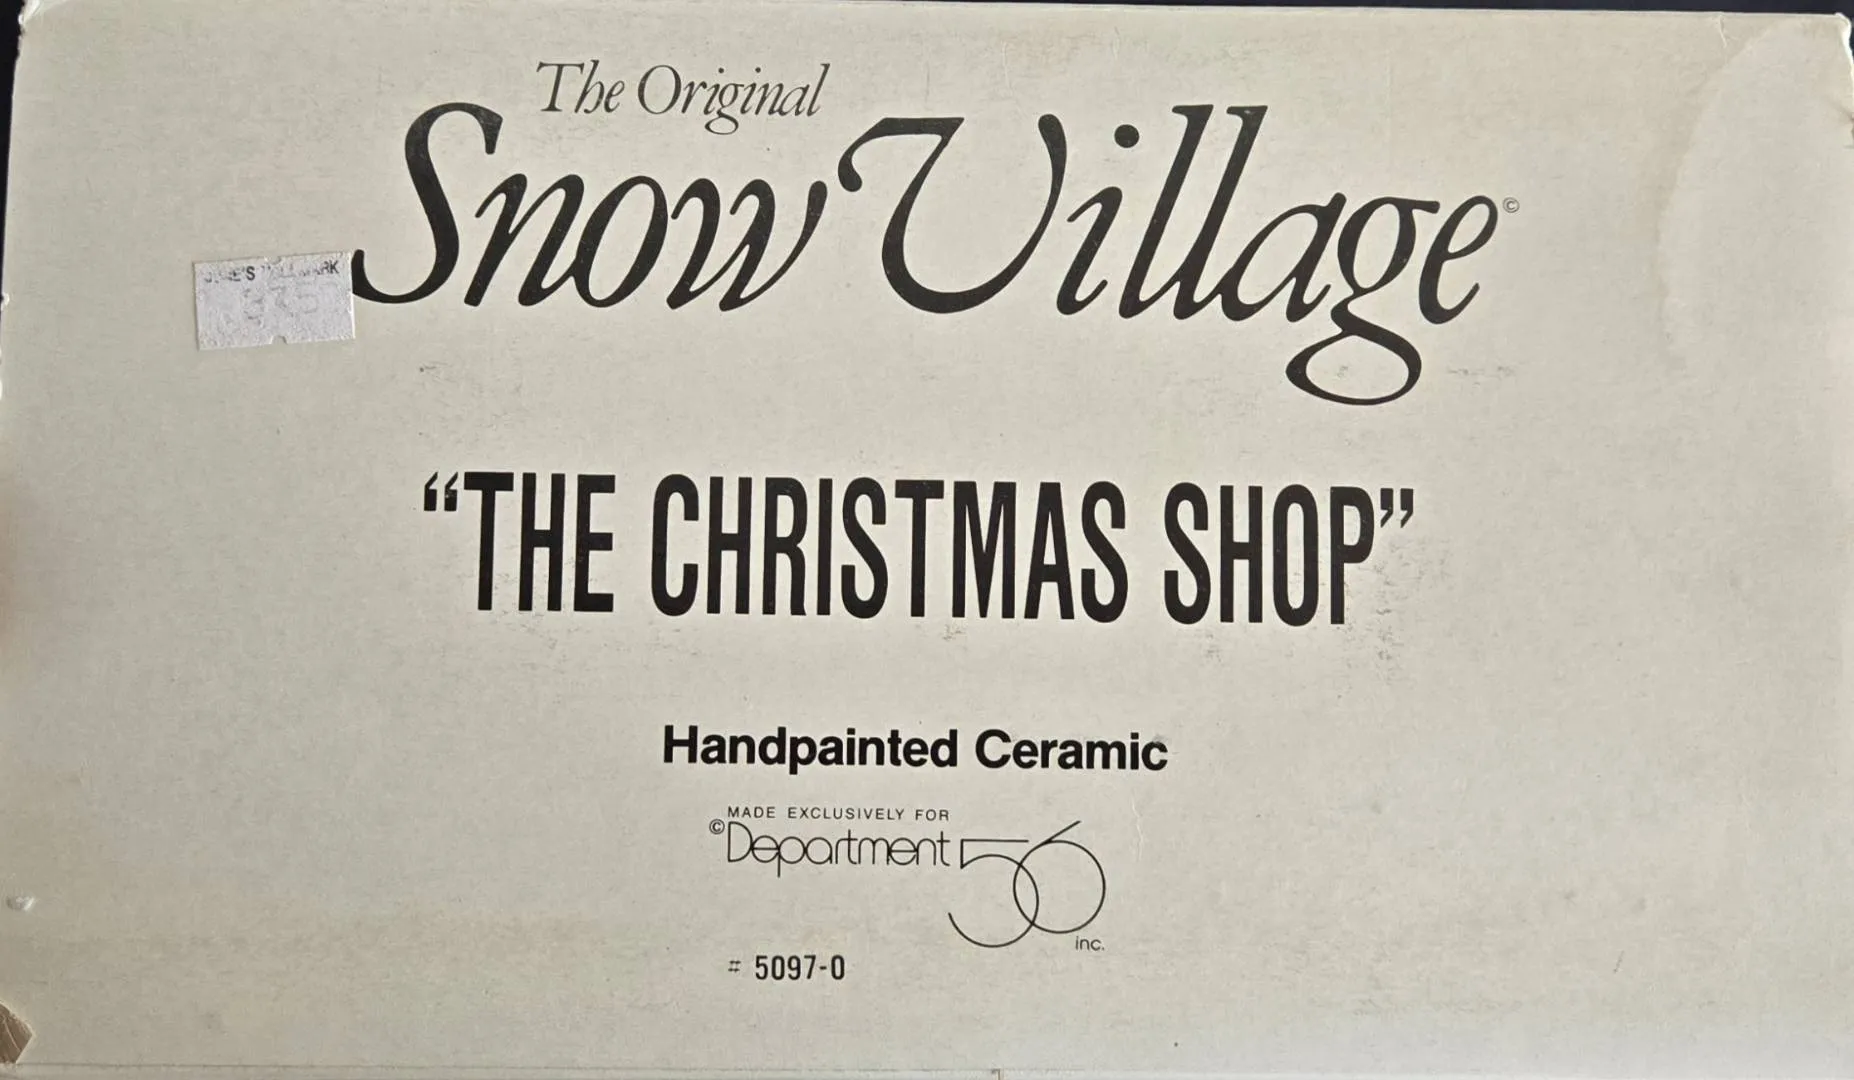 The Original
Snow Village©
“THE CHRISTMAS SHOP”
Handpainted Ceramic
MADE EXCLUSIVELY FOR
©Department 56
inc.
# 5097-0